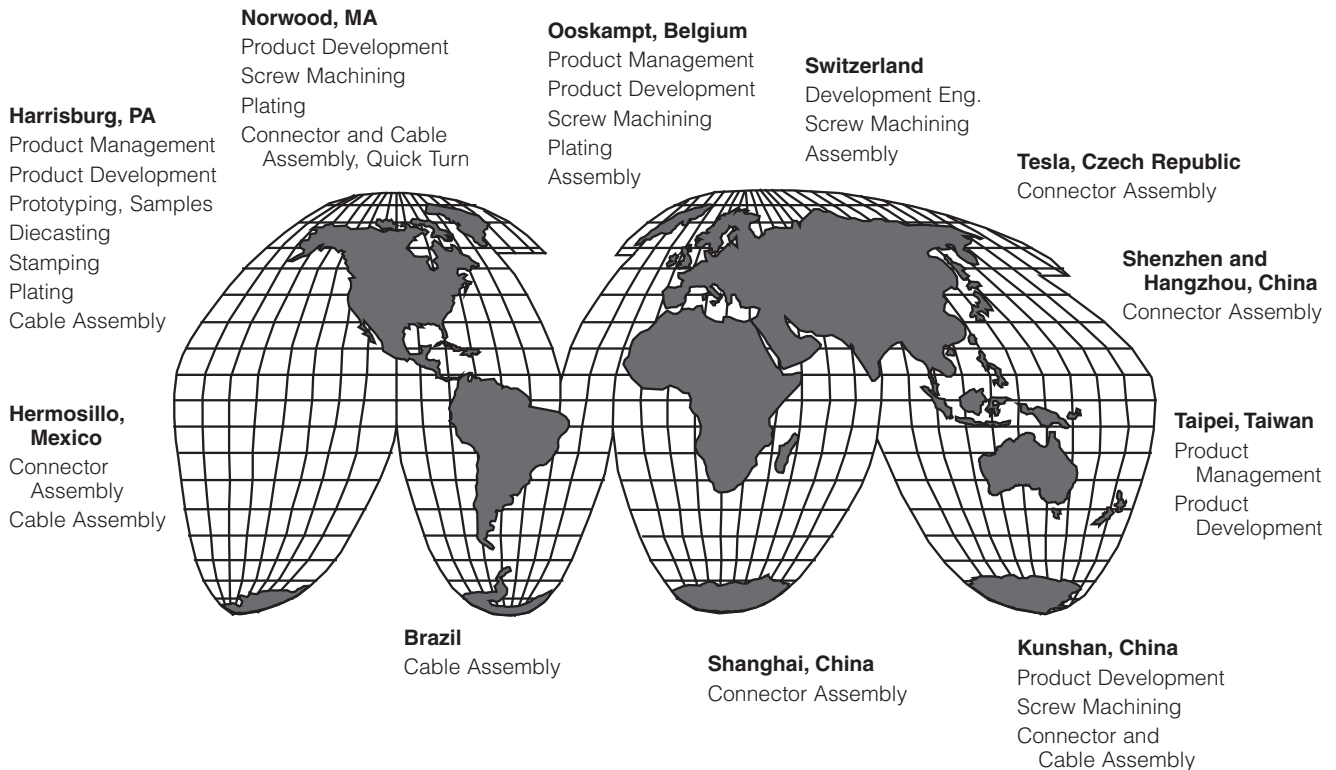 Norwood, MA
Product Development
Screw Machining
Plating
Connector and Cable
Assembly, Quick Turn
Ooskampt, Belgium
Product Management
Product Development
Screw Machining
Plating
Assembly
Switzerland
Development Eng.
Screw Machining
Assembly
Harrisburg, PA
Product Management
Product Development
Prototyping, Samples
Diecasting
Stamping
Plating
Cable Assembly
Tesla, Czech Republic
Connector Assembly
Shenzhen and
Hangzhou, China
Connector Assembly
Hermosillo,
Mexico
Connector
Assembly
Cable Assembly
Taipei, Taiwan
Product
Management
Product
Development
Brazil
Cable Assembly
Shanghai, China
Connector Assembly
Kunshan, China
Product Development
Screw Machining
Connector and
Cable Assembly